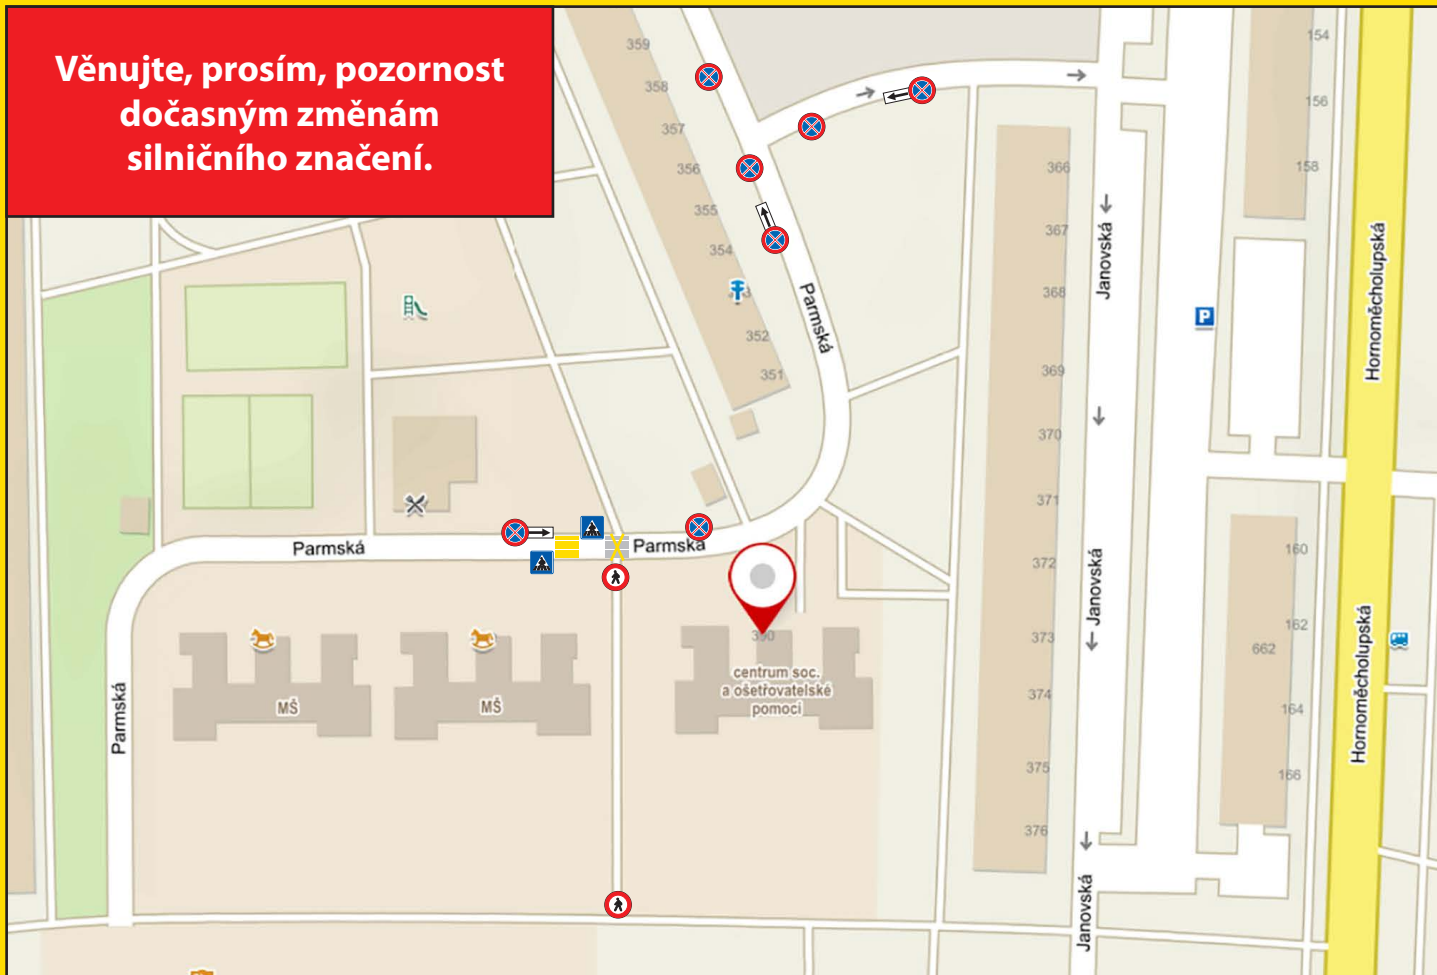 Věnujte, prosím, pozornost
dočasným změnám
silničního značení.
359
358
357
356
355
354
352
351
Parmská
366
367
368
369
370
371
372
373
374
375
376
Janovská
Janovská
Janovská
P
154
156
158
160
162
164
166
662
Hornoměcholupská
Hornoměcholupská
Parmská
Parmská
Parmská
MŠ
MŠ
390
centrum soc.
a ošetřovatelské
pomoci